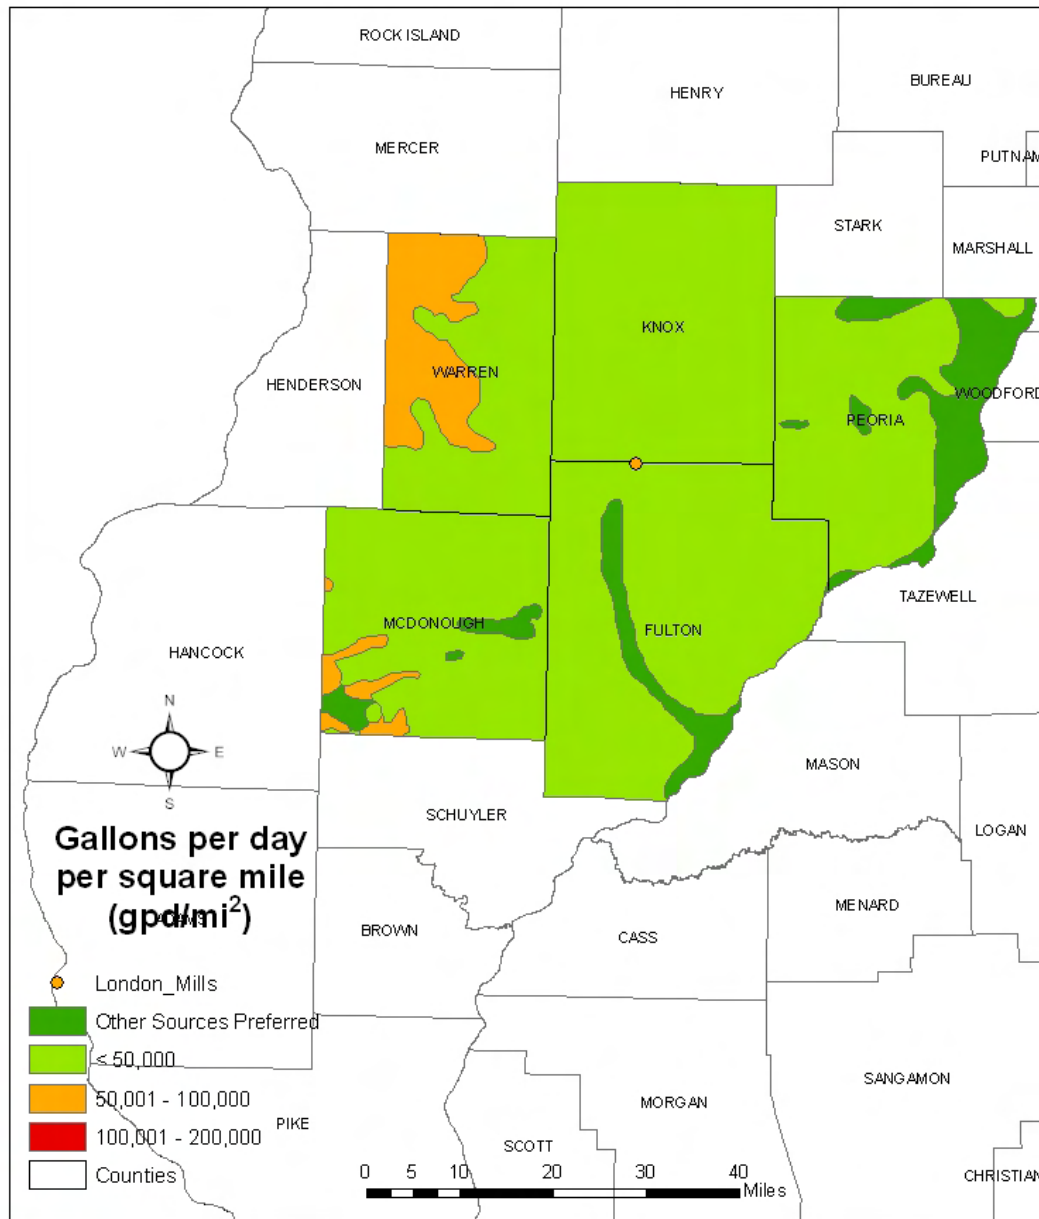 ROCK ISLAND
BUREAU
HENRY
MERCER
PUTNAM
STARK
MARSHALL
KNOX
WARREN
HENDERSON
WOODFORD
PEORIA
TAZEWELL
MCDONOUGH
FULTON
HANCOCK
N
W
E
S
MASON
SCHUYLER
LOGAN
Gallons per day
per square mile
(gpd/mi²)
ADAMS
MENARD
BROWN
CASS
London_Mills
Other Sources Preferred
< 50,000
50,001 - 100,000
100,001 - 200,000
Counties
SANGAMON
MORGAN
PIKE
SCOTT
CHRISTIAN
0 5 10 20 30 40
Miles